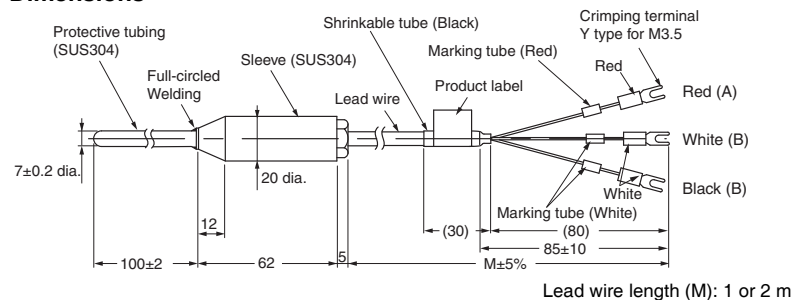 Dimensions
Protective tubing
(SUS304)
Full-circled
Welding
Sleeve (SUS304)
Shrinkable tube (Black)
Lead wire
Marking tube (Red)
Product label
Crimping terminal
Y type for M3.5
Red
Red (A)
White (B)
Black (B)
White
Marking tube (White)
7±0.2 dia.
20 dia.
12
(30)
(80)
85±10
100±2
62
5
M±5%
Lead wire length (M): 1 or 2 m